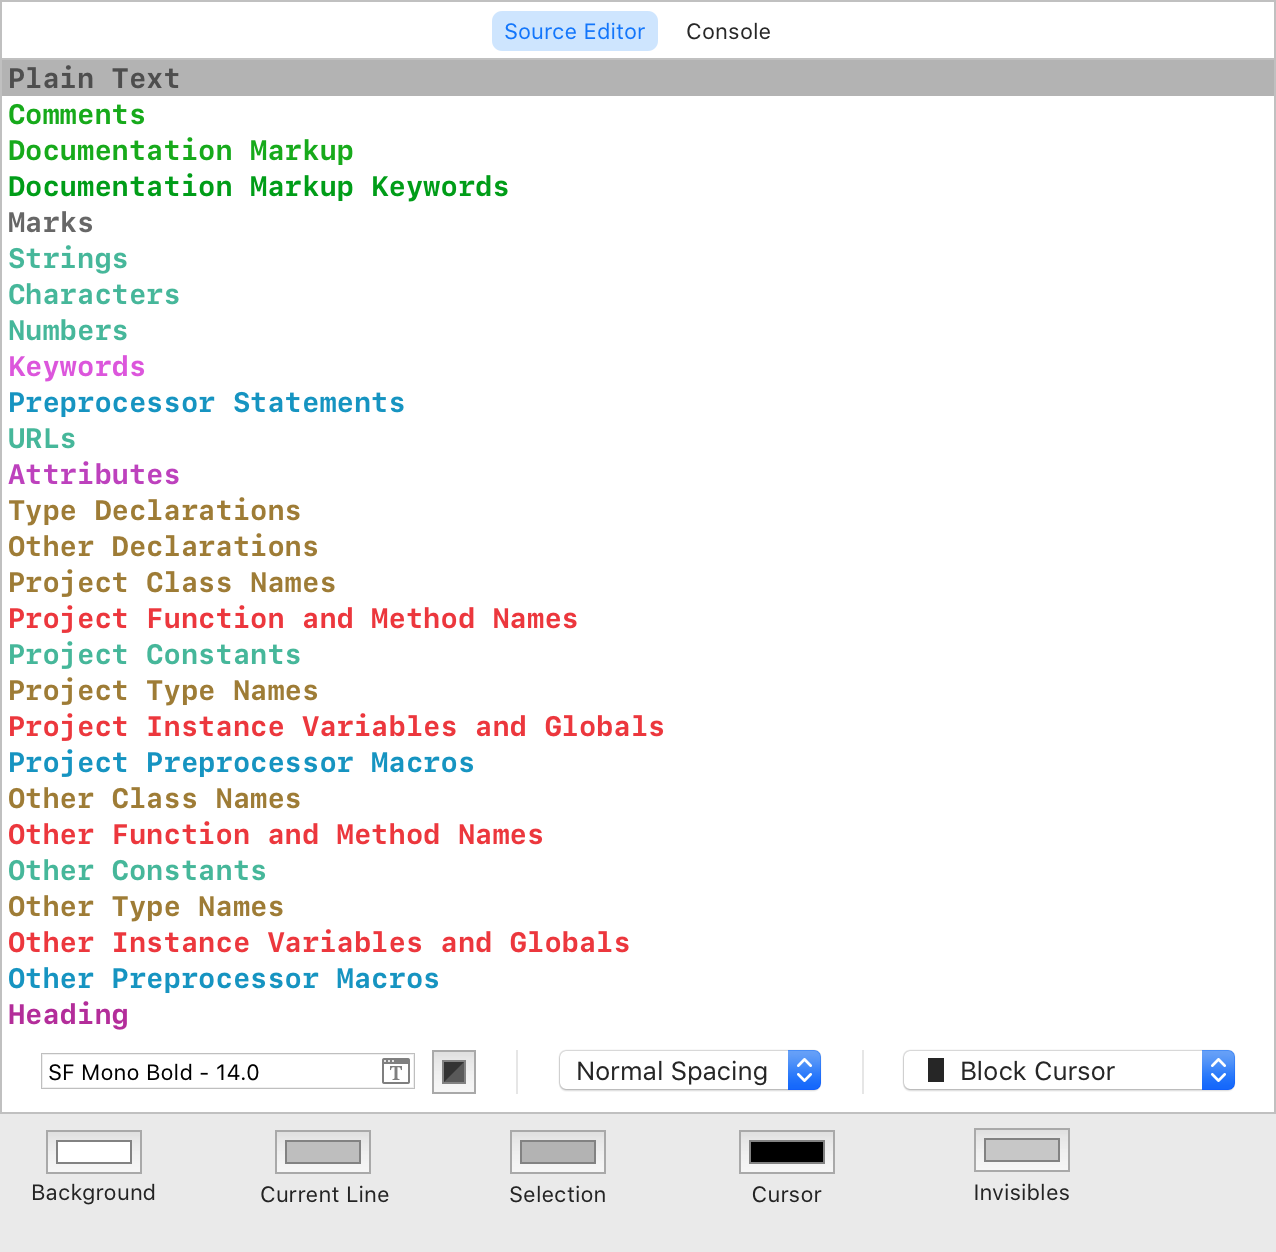 Source Editor Console
Plain Text
Comments
Documentation Markup
Documentation Markup Keywords
Marks
Strings
Characters
Numbers
Keywords
Preprocessor Statements
URLs
Attributes
Type Declarations
Other Declarations
Project Class Names
Project Function and Method Names
Project Constants
Project Type Names
Project Instance Variables and Globals
Project Preprocessor Macros
Other Class Names
Other Function and Method Names
Other Constants
Other Type Names
Other Instance Variables and Globals
Other Preprocessor Macros
Heading
SF Mono Bold - 14.0 T Normal Spacing Block Cursor
Background Current Line Selection Cursor Invisibles